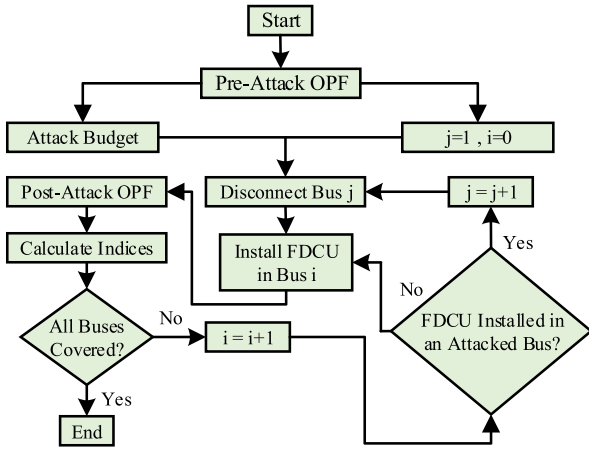 Start
Pre-Attack OPF
Attack Budget
j=1 , i=0
Post-Attack OPF
Disconnect Bus j
j = j+1
Calculate Indices
Install FDCU
in Bus i
Yes
No
FDCU Installed in
an Attacked Bus?
All Buses
Covered?
No
i = i+1
Yes
End